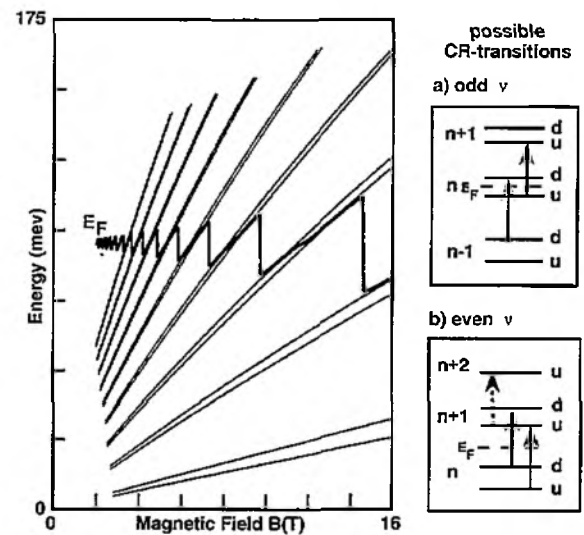 175
Energy (mev)
E_F
0
0
Magnetic Field B(T)
16
possible
CR-transitions
a) odd ν
n+1
d
u
n E_F
d
u
n-1
d
u
b) even ν
n+2
u
n+1
d
u
E_F
n
d
u